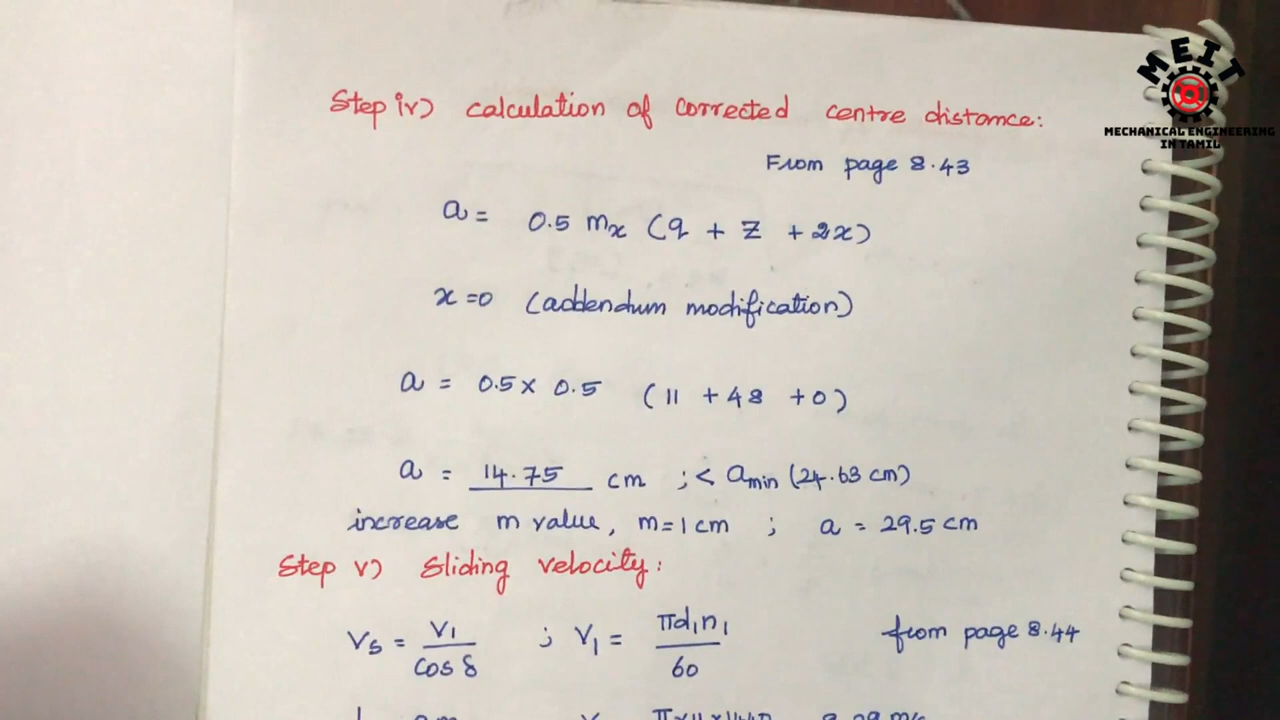 MEIT
MECHANICAL ENGINEERING
IN TAMIL
Step iv) calculation of corrected centre distance:
From page 8.43
a = 0.5 mx (q + z + 2x)
x = 0 (addendum modification)
a = 0.5 x 0.5 (11 + 48 + 0)
a = 14.75 cm ; < amin (24.63 cm)
increase m value, m = 1 cm ; a = 29.5 cm
Step v) Sliding velocity:
Vs = V1 / cos δ ; V1 = πd1n1 / 60 from page 8.44